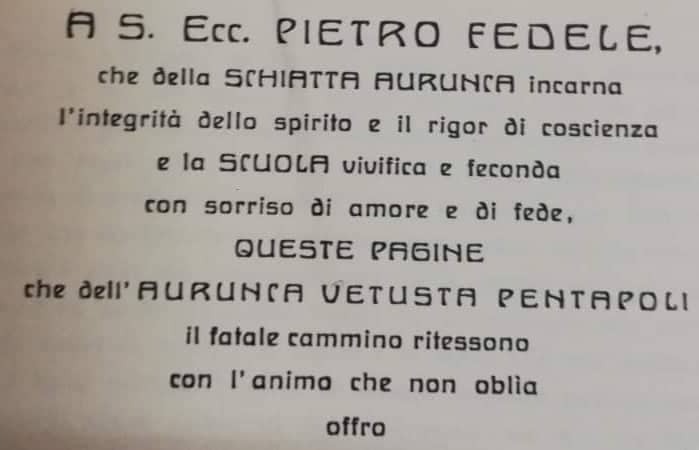 A S. Ecc. PIETRO FEDELE,
che della SCHIATTA AURUNCA incarna
l'integrità dello spirito e il rigor di coscienza
e la SCUOLA vivifica e feconda
con sorriso di amore e di fede,
QUESTE PAGINE
che dell'AURUNCA VETUSTA PENTAPOLI
il fatale cammino ritessono
con l'animo che non oblìa
offro